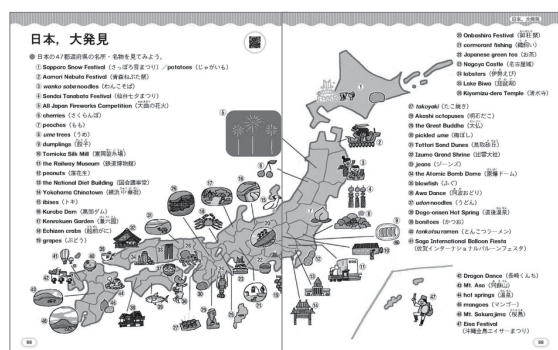 日本，大発見
日本の47都道府県の名所・名物を見てみよう。
① Sapporo Snow Festival（さっぽろ雪まつり）／potatoes（じゃがいも）
② Aomori Nebuta Festival（青森ねぶた祭）
③ wanko soba noodles（わんこそば）
④ Sendai Tanabata Festival（仙台七夕まつり）
⑤ All Japan Fireworks Competition（大曲の花火）
⑥ cherries（さくらんぼ）
⑦ peaches（もも）
⑧ ume trees（うめ）
⑨ dumplings（餃子）
⑩ Tomioka Silk Mill（富岡製糸場）
⑪ the Railway Museum（鉄道博物館）
⑫ peanuts（落花生）
⑬ the National Diet Building（国会議事堂）
⑭ Yokohama Chinatown（横浜中華街）
⑮ ibises（トキ）
⑯ Kurobe Dam（黒部ダム）
⑰ Kenrokuen Garden（兼六園）
⑱ Echizen crabs（越前がに）
⑲ grapes（ぶどう）
88
日本，大発見
⑳ Onbashira Festival（御柱祭）
㉑ cormorant fishing（鵜飼い）
㉒ Japanese green tea（お茶）
㉓ Nagoya Castle（名古屋城）
㉔ lobsters（伊勢えび）
㉕ Lake Biwa（琵琶湖）
㉖ Kiyomizu-dera Temple（清水寺）
㉗ takoyaki（たこ焼き）
㉘ Akashi octopuses（明石だこ）
㉙ the Great Buddha（大仏）
㉚ pickled ume（梅ぼし）
㉛ Tottori Sand Dunes（鳥取砂丘）
㉜ Izumo Grand Shrine（出雲大社）
㉝ jeans（ジーンズ）
㉞ the Atomic Bomb Dome（原爆ドーム）
㉟ blowfish（ふぐ）
㊱ Awa Dance（阿波おどり）
㊲ udon noodles（うどん）
㊳ Dogo-onsen Hot Spring（道後温泉）
㊴ bonitoes（かつお）
㊵ tonkotsu ramen（とんこつラーメン）
㊶ Saga International Balloon Fiesta
（佐賀インターナショナルバルーンフェスタ）
㊷ Dragon Dance（長崎くんち）
㊸ Mt. Aso（阿蘇山）
㊹ hot springs（温泉）
㊺ mangoes（マンゴー）
㊻ Mt. Sakurajima（桜島）
㊼ Eisa Festival
（沖縄全島エイサーまつり）
89